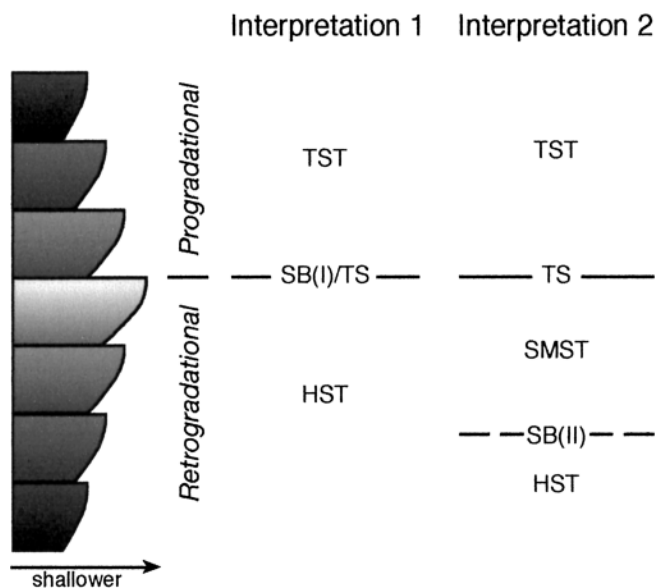 Interpretation 1 Interpretation 2
Progradational
TST TST
SB(I)/TS TS
Retrogradational
SMST
HST
SB(II)
HST
shallower